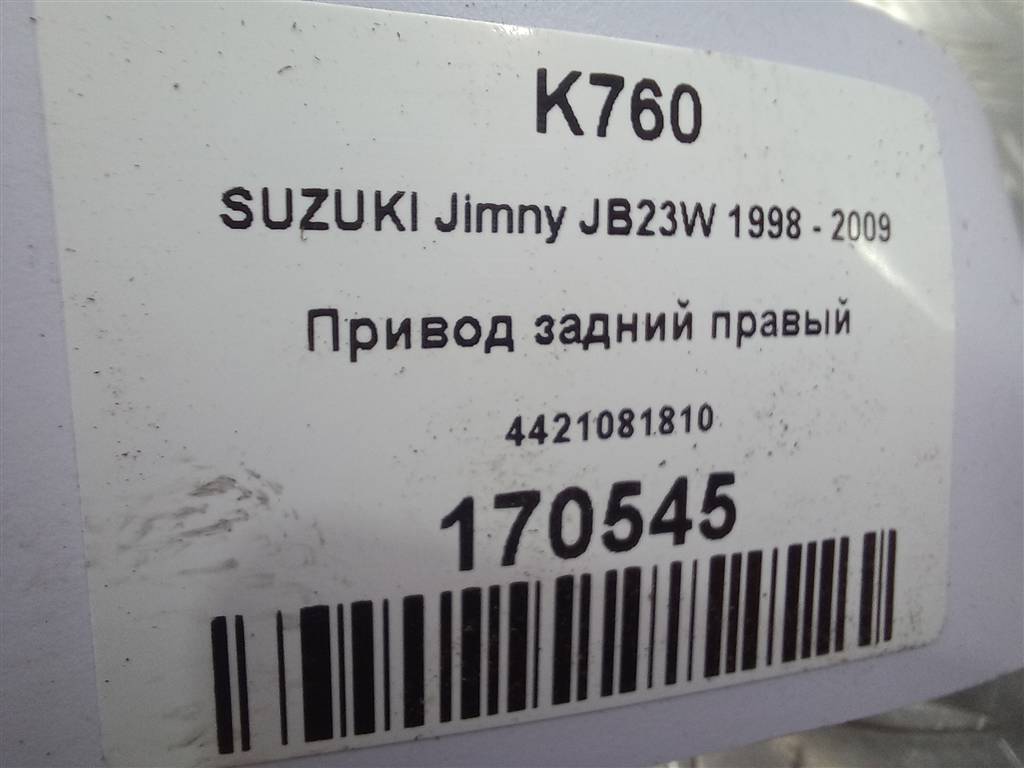 K760
SUZUKI Jimny JB23W 1998 - 2009
Привод задний правый
4421081810
170545